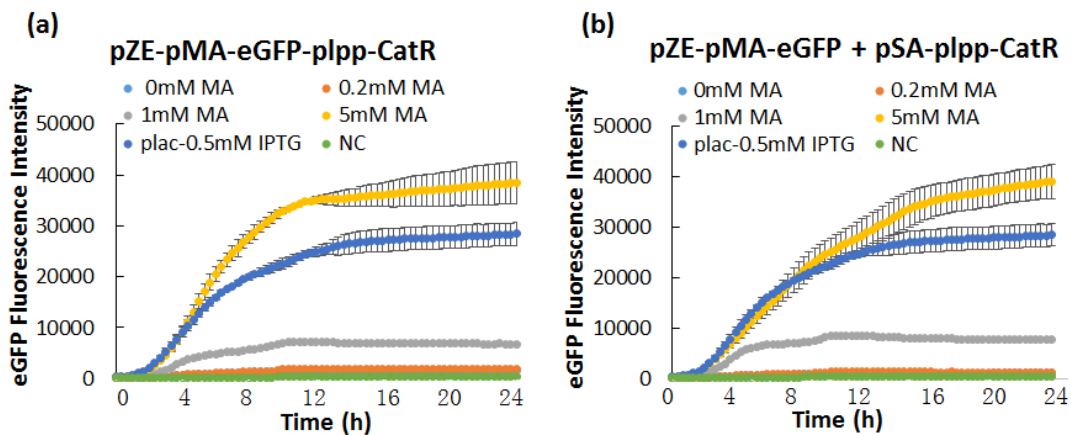 (a)
pZE-pMA-eGFP-plpp-CatR
0mM MA 0.2mM MA
1mM MA 5mM MA
plac-0.5mM IPTG NC
eGFP Fluorescence Intensity
50000
40000
30000
20000
10000
0
0 4 8 12 16 20 24
Time (h)
(b)
pZE-pMA-eGFP + pSA-plpp-CatR
0mM MA 0.2mM MA
1mM MA 5mM MA
plac-0.5mM IPTG NC
eGFP Fluorescence Intensity
50000
40000
30000
20000
10000
0
0 4 8 12 16 20 24
Time (h)